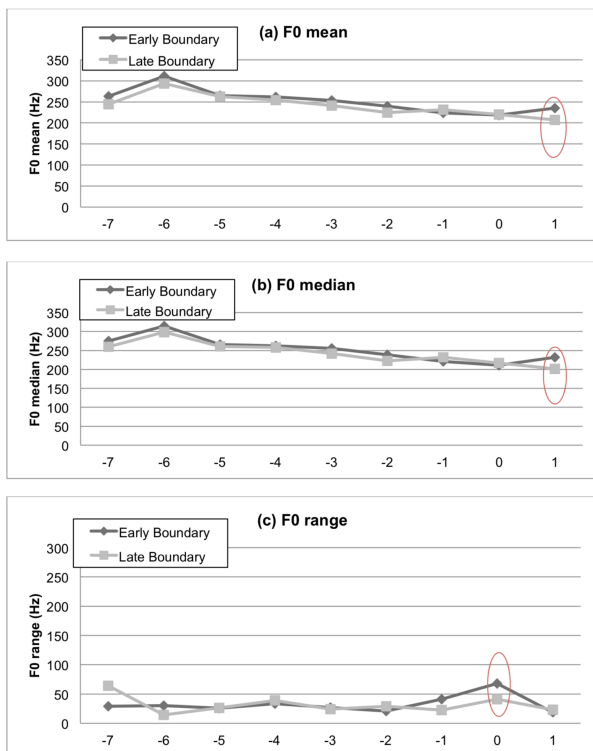 (a) F0 mean
Early Boundary
Late Boundary
F0 mean (Hz)
350
300
250
200
150
100
50
0
-7 -6 -5 -4 -3 -2 -1 0 1
(b) F0 median
Early Boundary
Late Boundary
F0 median (Hz)
350
300
250
200
150
100
50
0
-7 -6 -5 -4 -3 -2 -1 0 1
(c) F0 range
Early Boundary
Late Boundary
F0 range (Hz)
300
250
200
150
100
50
0
-7 -6 -5 -4 -3 -2 -1 0 1